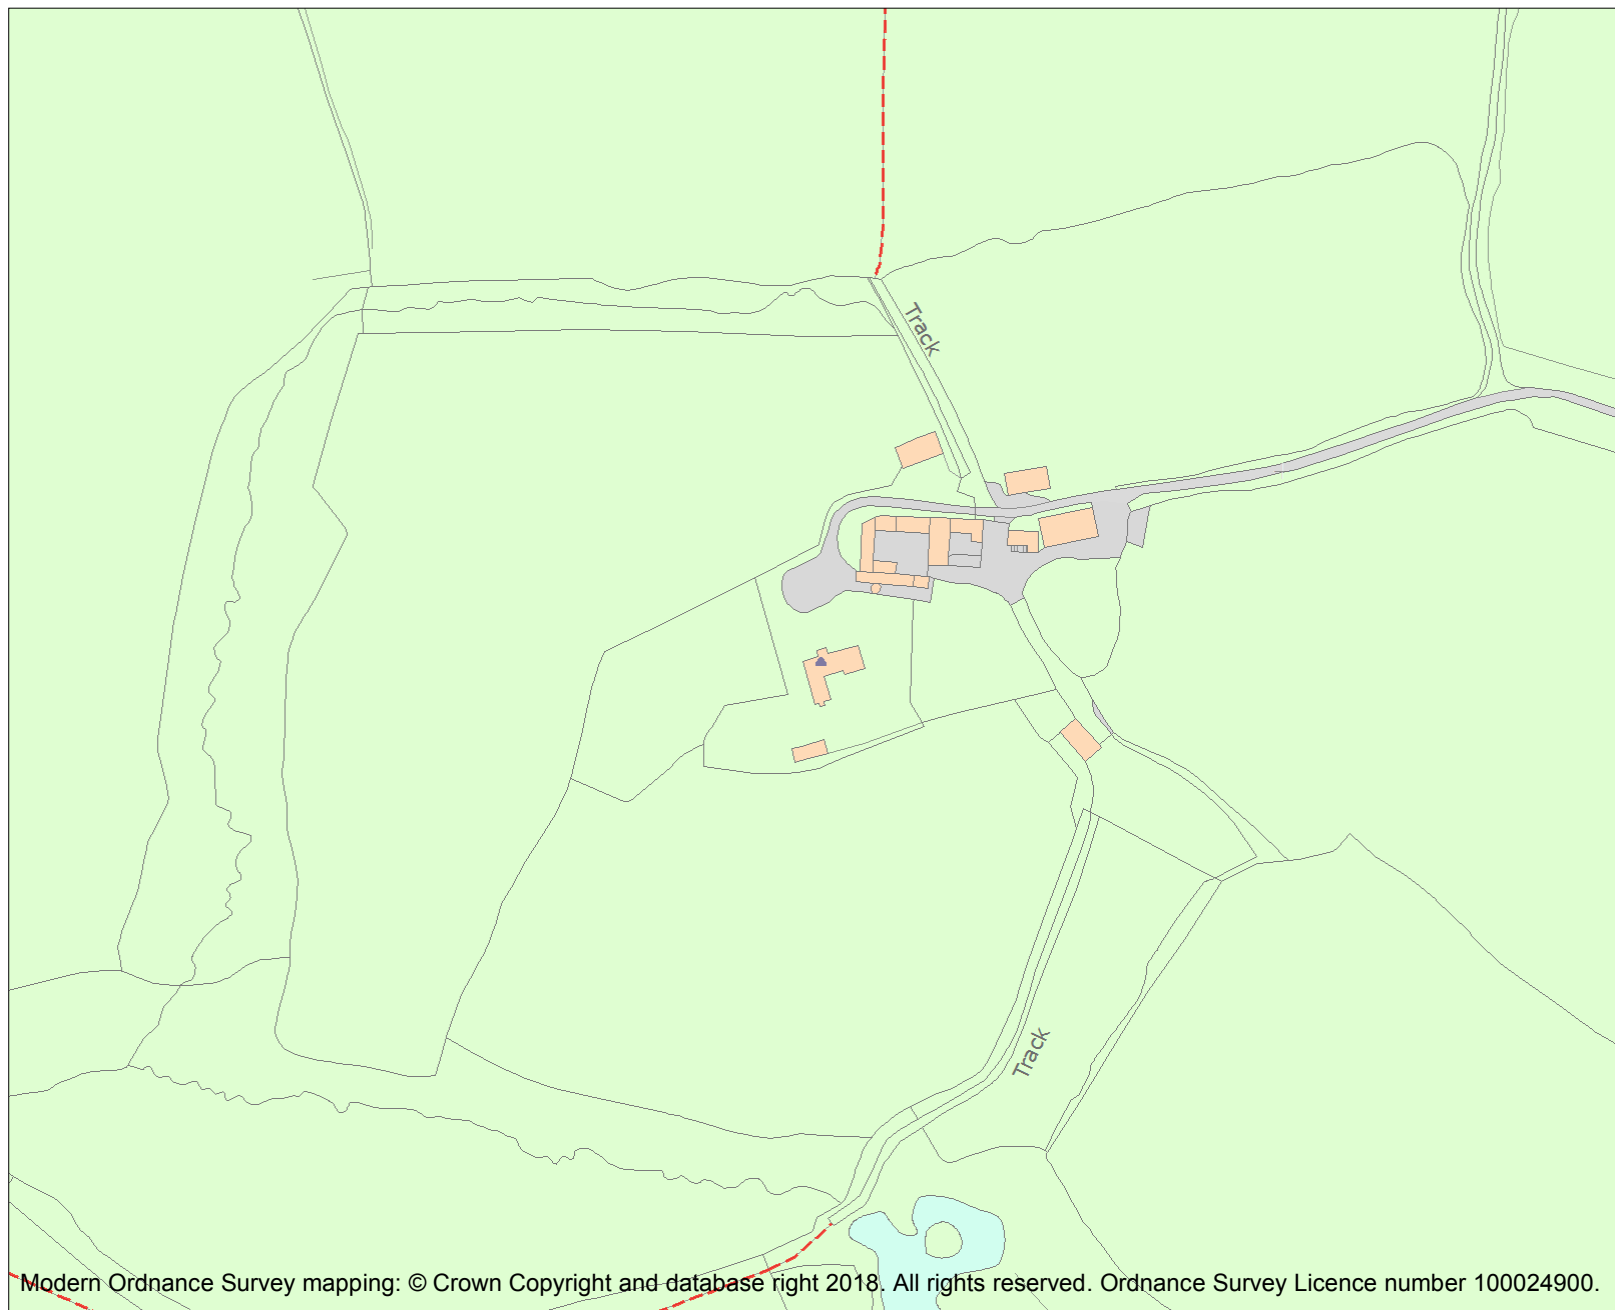 Track
Track
Modern Ordnance Survey mapping: © Crown Copyright and database right 2018. All rights reserved. Ordnance Survey Licence number 100024900.